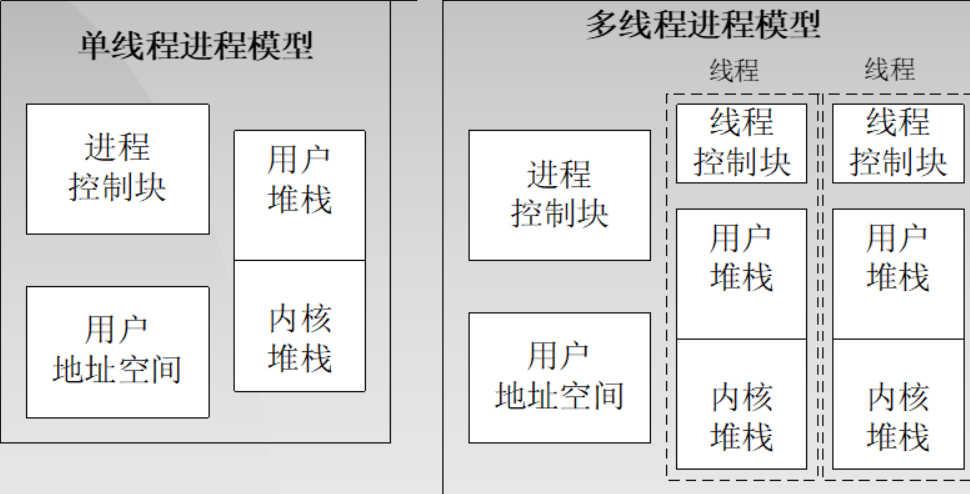 单线程进程模型
进程
控制块
用户
堆栈
用户
地址空间
内核
堆栈
多线程进程模型
线程
线程
进程
控制块
用户
地址空间
线程
控制块
用户
堆栈
内核
堆栈
线程
控制块
用户
堆栈
内核
堆栈